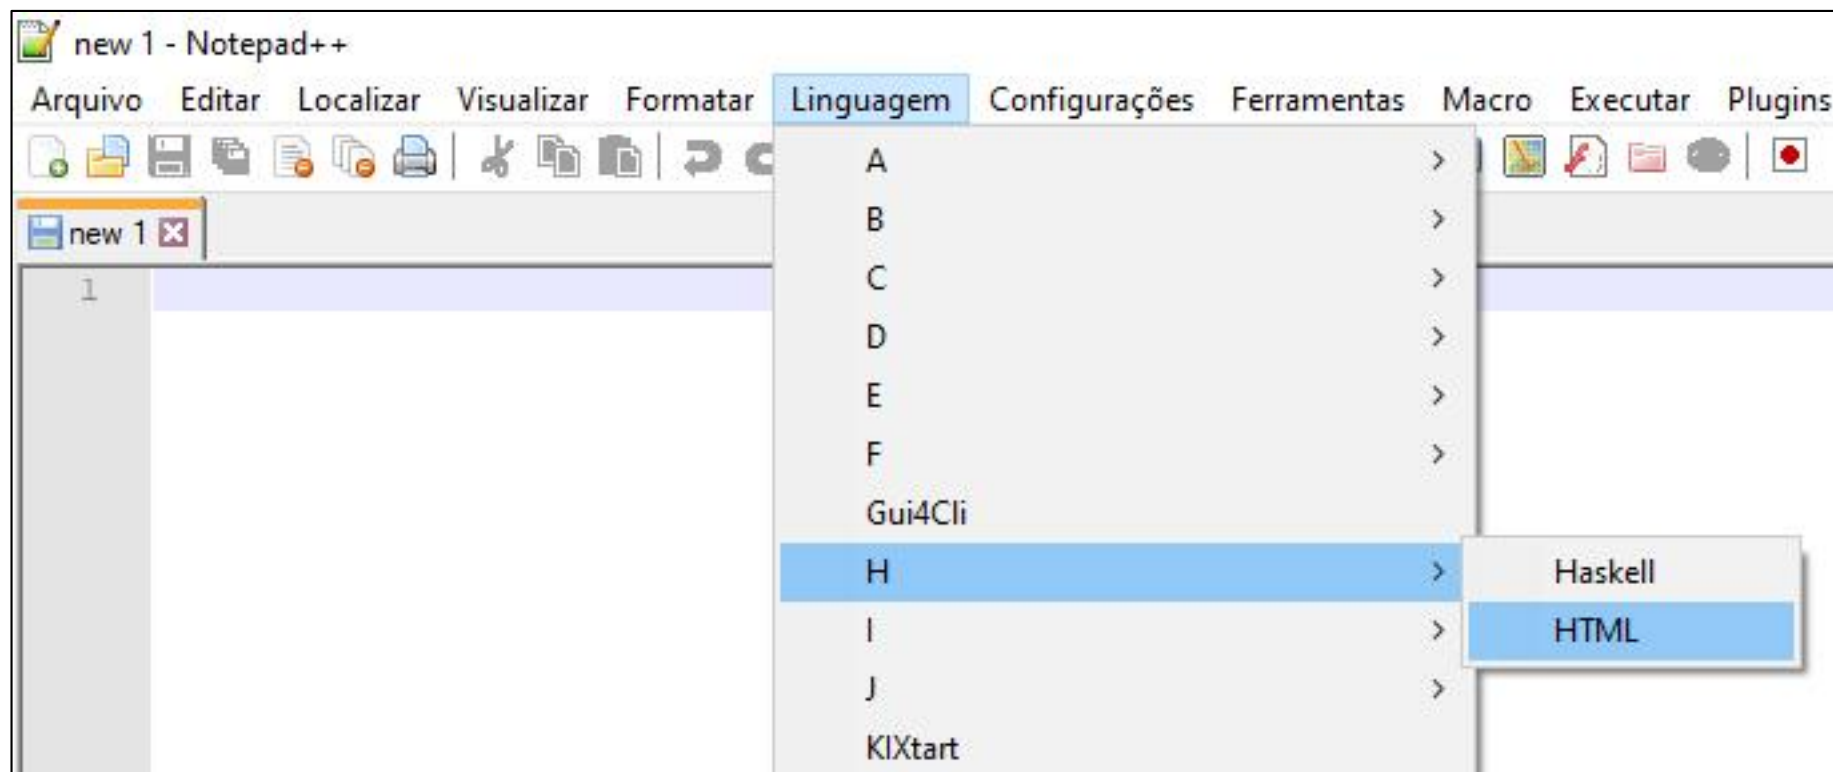 new 1 - Notepad++
Arquivo Editar Localizar Visualizar Formatar Linguagem Configurações Ferramentas Macro Executar Plugins
new 1
1
A
B
C
D
E
F
Gui4Cli
H
Haskell
HTML
I
J
KIXtart